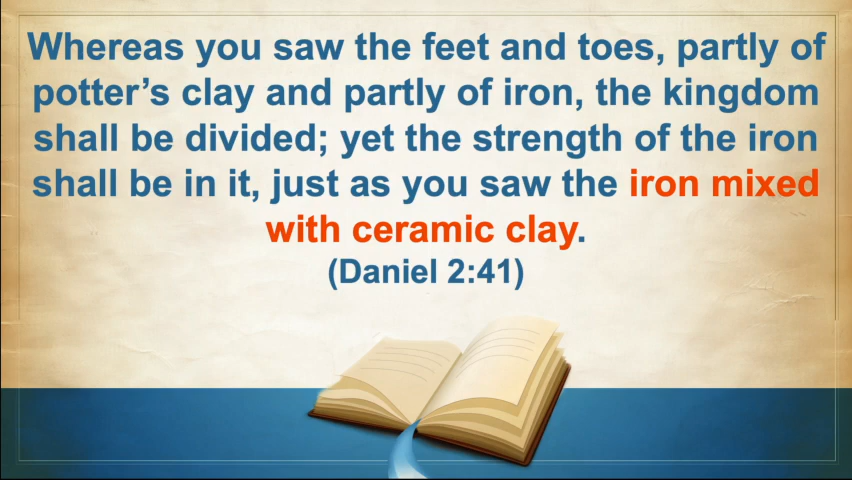 Whereas you saw the feet and toes, partly of
potter’s clay and partly of iron, the kingdom
shall be divided; yet the strength of the iron
shall be in it, just as you saw the iron mixed
with ceramic clay.
(Daniel 2:41)